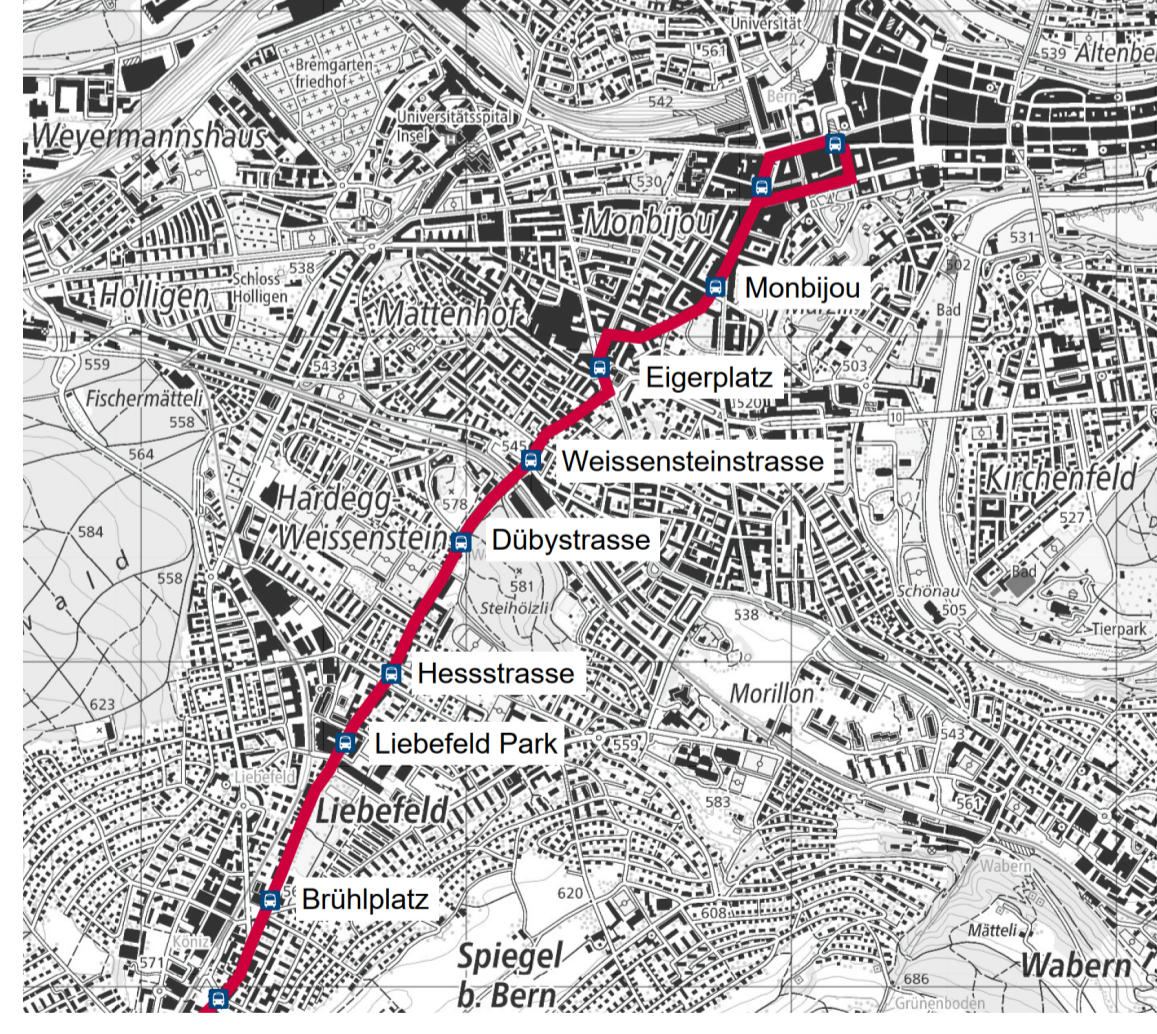 Universität
561
539
Altenbe
Bremgarten-
friedhof
542
Bern
Universitätsspital
Insel
Weyermannshaus
530
Monbijou
531
502
Schloss
Holligen
538
Holligen
Monbijou
Mattenhof
Bad
559
543
503
Fischermätteli
Eigerplatz
520
558
10
564
545
Weissensteinstrasse
Kirchenfeld
578
Hardegg
Weissenstein
527
584
Dübystrasse
Bad
558
581
Schönau
505
Steihölzli
538
Tierpark
Hessstrasse
623
Morillon
Liebefeld Park
559
543
Liebefeld
583
561
Liebefeld
Wabern
620
Brühlplatz
608
Mätteli
Köniz
571
Spiegel
b. Bern
Wabern
686
Grünenboden